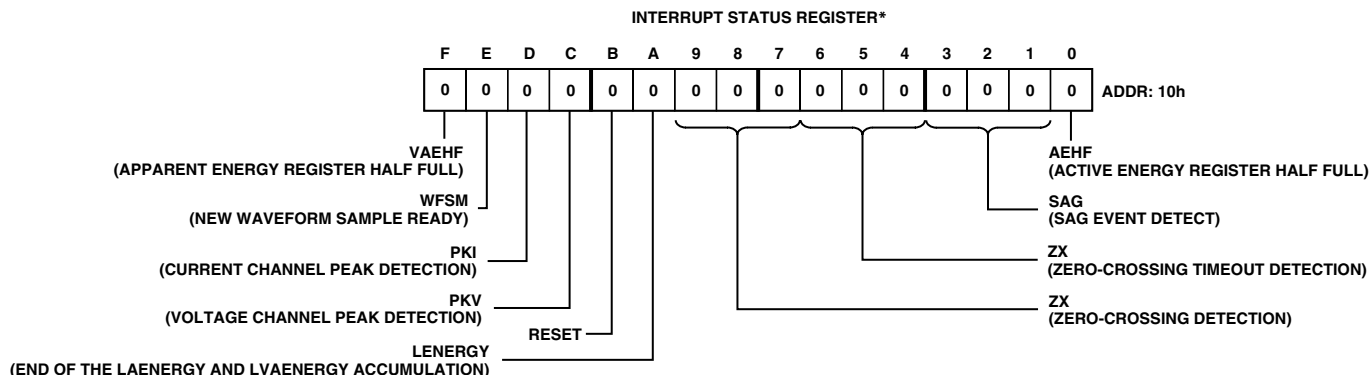 INTERRUPT STATUS REGISTER*
F E D C B A 9 8 7 6 5 4 3 2 1 0
0 0 0 0 0 0 0 0 0 0 0 0 0 0 0 0 ADDR: 10h
VAEHF
(APPARENT ENERGY REGISTER HALF FULL)
WFSM
(NEW WAVEFORM SAMPLE READY)
PKI
(CURRENT CHANNEL PEAK DETECTION)
PKV
(VOLTAGE CHANNEL PEAK DETECTION)
RESET
LENERGY
(END OF THE LAENERGY AND LVAENERGY ACCUMULATION)
AEHF
(ACTIVE ENERGY REGISTER HALF FULL)
SAG
(SAG EVENT DETECT)
ZX
(ZERO-CROSSING TIMEOUT DETECTION)
ZX
(ZERO-CROSSING DETECTION)